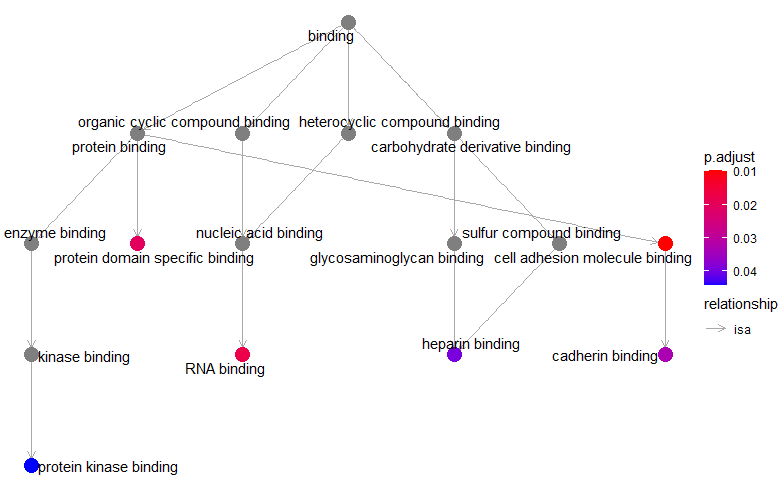 binding
organic cyclic compound binding
heterocyclic compound binding
protein binding
carbohydrate derivative binding
enzyme binding
nucleic acid binding
sulfur compound binding
protein domain specific binding
glycosaminoglycan binding
cell adhesion molecule binding
heparin binding
kinase binding
cadherin binding
RNA binding
protein kinase binding
p.adjust
0.01
0.02
0.03
0.04
relationship
isa